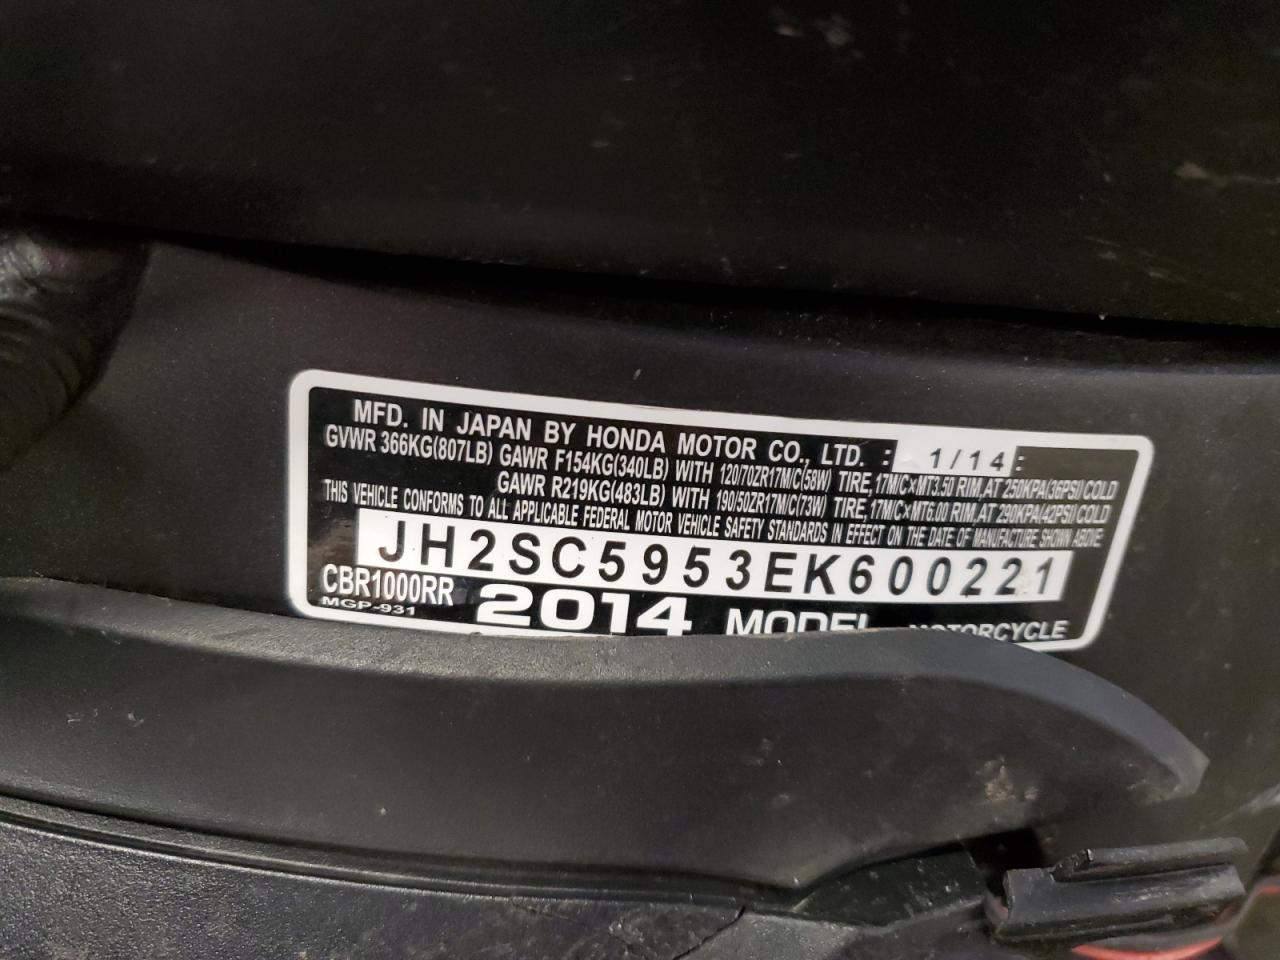 MFD. IN JAPAN BY HONDA MOTOR CO., LTD. : 1/14 :
GVWR 366KG(807LB) GAWR F154KG(340LB) WITH 120/70ZR17M/C(58W) TIRE,17M/C×MT3.50 RIM,AT 250KPA(36PSI)COLD
GAWR R219KG(483LB) WITH 190/50ZR17M/C(73W) TIRE,17M/C×MT6.00 RIM,AT 290KPA(42PSI)COLD
THIS VEHICLE CONFORMS TO ALL APPLICABLE FEDERAL MOTOR VEHICLE SAFETY STANDARDS IN EFFECT ON THE DATE OF MANUFACTURE SHOWN ABOVE.
JH2SC5953EK600221
CBR1000RR 2014 MODEL MOTORCYCLE
MGP-931